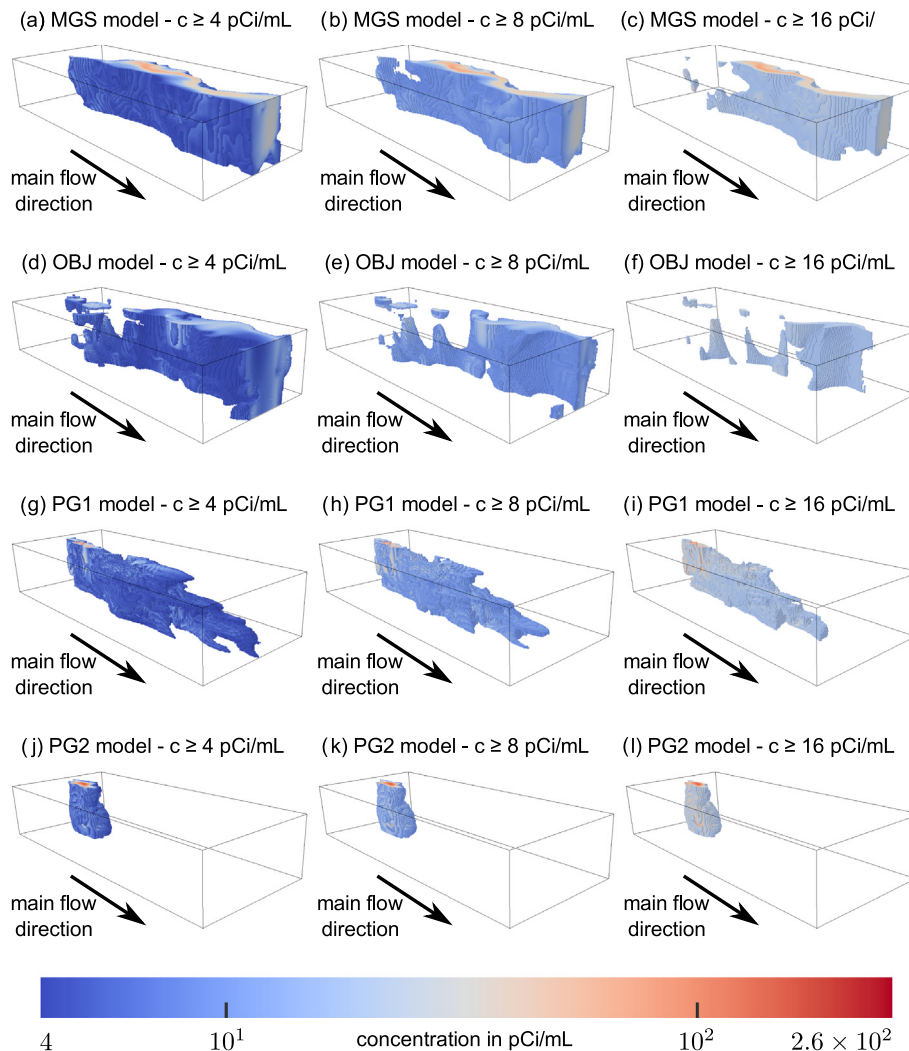 (a) MGS model - c ≥ 4 pCi/mL
(b) MGS model - c ≥ 8 pCi/mL
(c) MGS model - c ≥ 16 pCi/
main flow
direction
main flow
direction
main flow
direction
(d) OBJ model - c ≥ 4 pCi/mL
(e) OBJ model - c ≥ 8 pCi/mL
(f) OBJ model - c ≥ 16 pCi/mL
main flow
direction
main flow
direction
main flow
direction
(g) PG1 model - c ≥ 4 pCi/mL
(h) PG1 model - c ≥ 8 pCi/mL
(i) PG1 model - c ≥ 16 pCi/mL
main flow
direction
main flow
direction
main flow
direction
(j) PG2 model - c ≥ 4 pCi/mL
(k) PG2 model - c ≥ 8 pCi/mL
(l) PG2 model - c ≥ 16 pCi/mL
main flow
direction
main flow
direction
main flow
direction
4 10¹ concentration in pCi/mL 10² 2.6 × 10²